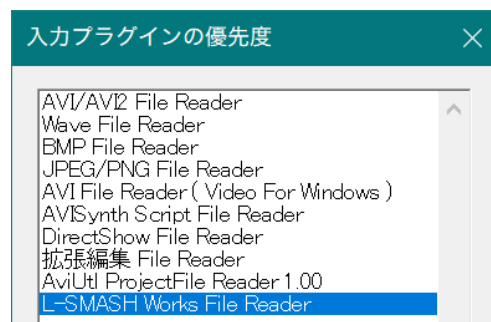 入力プラグインの優先度
AVI/AVI2 File Reader
Wave File Reader
BMP File Reader
JPEG/PNG File Reader
AVI File Reader ( Video For Windows )
AVISynth Script File Reader
DirectShow File Reader
拡張編集 File Reader
AviUtl ProjectFile Reader 1.00
L-SMASH Works File Reader